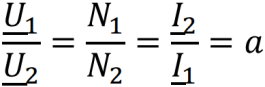 U̲₁/U̲₂ = N₁/N₂ = I̲₂/I̲₁ = a